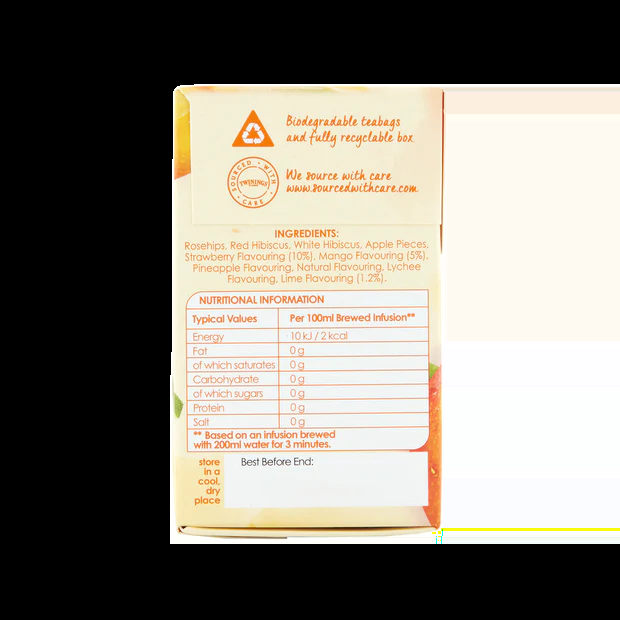 Biodegradable teabags
and fully recyclable box
SOURCED · WITH · CARE ·
TWININGS
We source with care
www.sourcedwithcare.com
INGREDIENTS:
Rosehips, Red Hibiscus, White Hibiscus, Apple Pieces,
Strawberry Flavouring (10%), Mango Flavouring (5%),
Pineapple Flavouring, Natural Flavouring, Lychee
Flavouring, Lime Flavouring (1.2%).
NUTRITIONAL INFORMATION
Typical Values Per 100ml Brewed Infusion**
Energy 10 kJ / 2 kcal
Fat 0 g
of which saturates 0 g
Carbohydrate 0 g
of which sugars 0 g
Protein 0 g
Salt 0 g
** Based on an infusion brewed
with 200ml water for 3 minutes.
store
in a
cool,
dry
place
Best Before End: